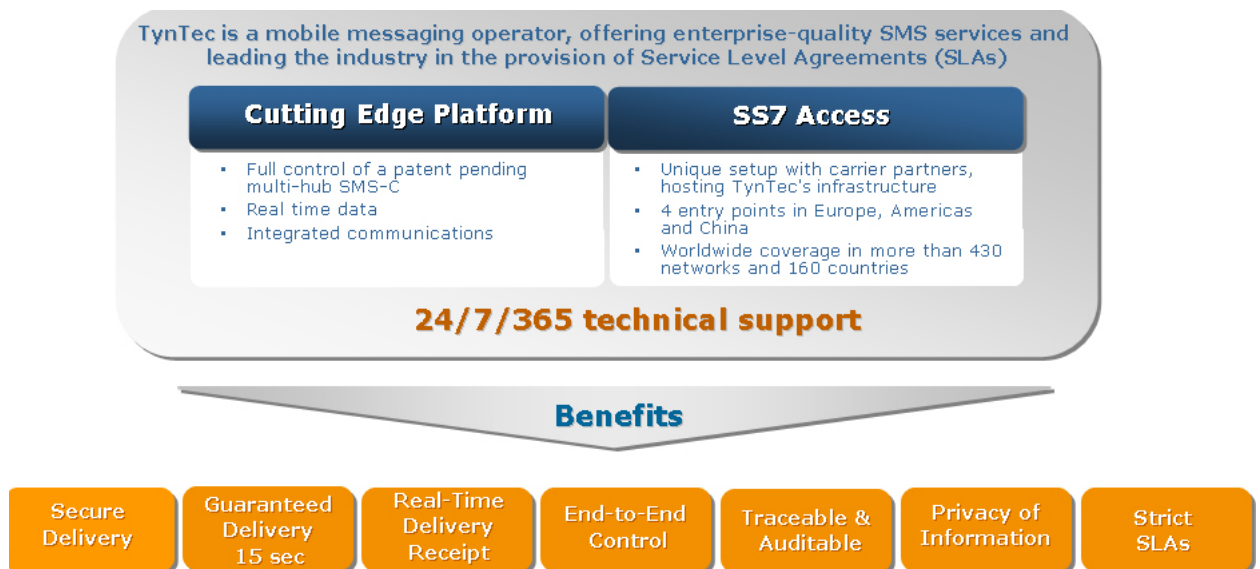 TynTec is a mobile messaging operator, offering enterprise-quality SMS services and
leading the industry in the provision of Service Level Agreements (SLAs)
Cutting Edge Platform
▪ Full control of a patent pending
multi-hub SMS-C
▪ Real time data
▪ Integrated communications
SS7 Access
▪ Unique setup with carrier partners,
hosting TynTec's infrastructure
▪ 4 entry points in Europe, Americas
and China
▪ Worldwide coverage in more than 430
networks and 160 countries
24/7/365 technical support
Benefits
Secure
Delivery
Guaranteed
Delivery
15 sec
Real-Time
Delivery
Receipt
End-to-End
Control
Traceable &
Auditable
Privacy of
Information
Strict
SLAs